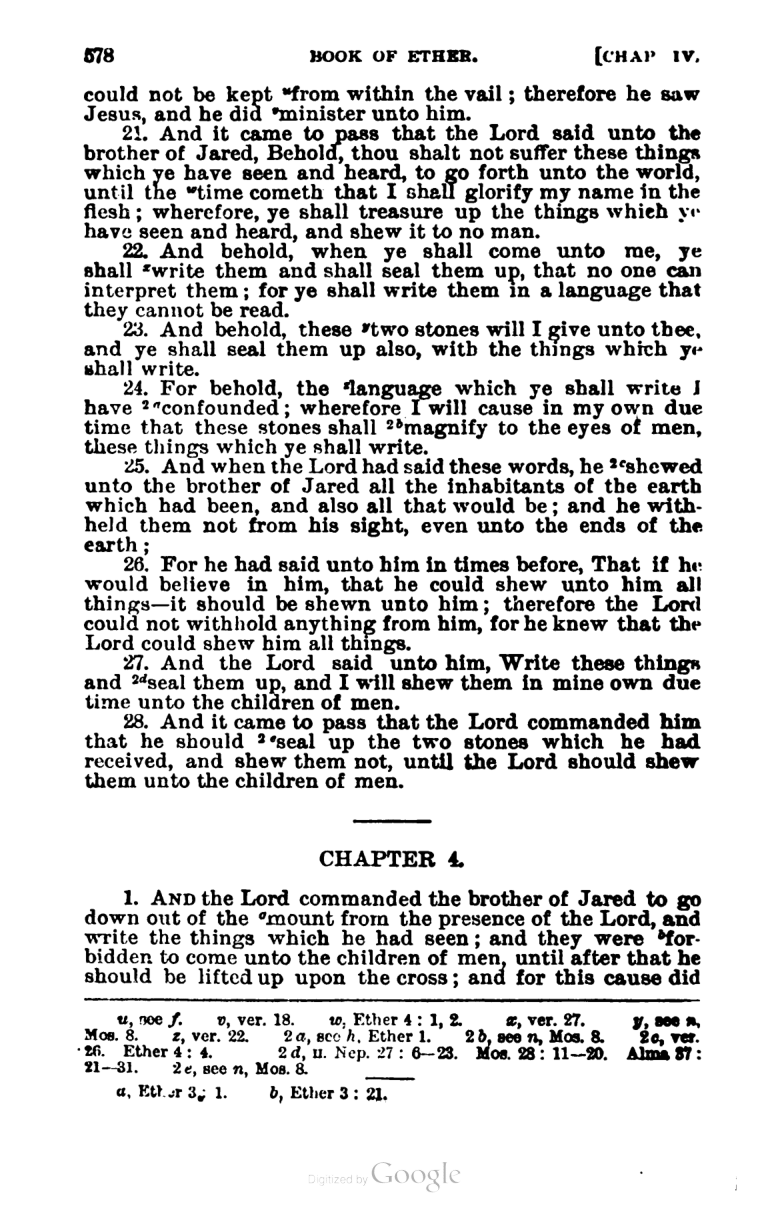 578 BOOK OF ETHER. [CHAP IV.
could not be kept ᵘfrom within the vail; therefore he saw
Jesus, and he did ᵛminister unto him.
21. And it came to pass that the Lord said unto the
brother of Jared, Behold, thou shalt not suffer these things
which ye have seen and heard, to go forth unto the world,
until the ʷtime cometh that I shall glorify my name in the
flesh; wherefore, ye shall treasure up the things which ye
have seen and heard, and shew it to no man.
22. And behold, when ye shall come unto me, ye
shall ˣwrite them and shall seal them up, that no one can
interpret them; for ye shall write them in a language that
they cannot be read.
23. And behold, these ʸtwo stones will I give unto thee,
and ye shall seal them up also, with the things which ye
shall write.
24. For behold, the ᶻlanguage which ye shall write I
have ²ᵃconfounded; wherefore I will cause in my own due
time that these stones shall ²ᵇmagnify to the eyes of men,
these things which ye shall write.
25. And when the Lord had said these words, he ²ᶜshewed
unto the brother of Jared all the inhabitants of the earth
which had been, and also all that would be; and he with-
held them not from his sight, even unto the ends of the
earth;
26. For he had said unto him in times before, That if he
would believe in him, that he could shew unto him all
things—it should be shewn unto him; therefore the Lord
could not withhold anything from him, for he knew that the
Lord could shew him all things.
27. And the Lord said unto him, Write these things
and ²ᵈseal them up, and I will shew them in mine own due
time unto the children of men.
28. And it came to pass that the Lord commanded him
that he should ²ᵉseal up the two stones which he had
received, and shew them not, until the Lord should shew
them unto the children of men.
CHAPTER 4.
1. AND the Lord commanded the brother of Jared to go
down out of the ᵃmount from the presence of the Lord, and
write the things which he had seen; and they were ᵇfor-
bidden to come unto the children of men, until after that he
should be lifted up upon the cross; and for this cause did
u, see f. v, ver. 18. w, Ether 4: 1, 2. x, ver. 27. y, see n,
Mos. 8. z, ver. 22. 2a, see h, Ether 1. 2b, see n, Mos. 8. 2c, ver.
26. Ether 4: 4. 2d, II. Nep. 27: 6—23. Mos. 28: 11—20. Alma 37:
21—31. 2e, see n, Mos. 8.
a, Ether 3: 1. b, Ether 3: 21.
Digitized by Google